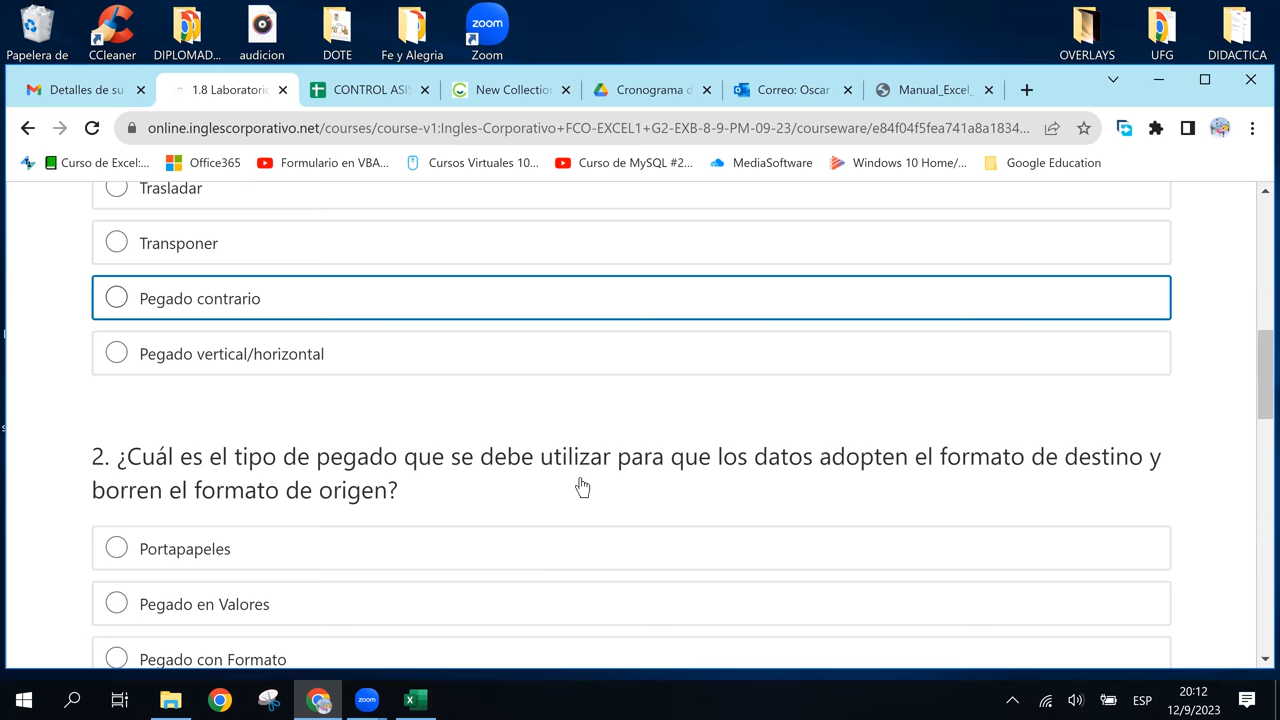 Papelera de
CCleaner
DIPLOMAD...
audicion
DOTE
Fe y Alegria
zoom
Zoom
OVERLAYS
UFG
DIDACTICA
Detalles de su
1.8 Laboratorio
CONTROL ASI
New Collection
Cronograma d
Correo: Oscar
Manual_Excel_
online.inglescorporativo.net/courses/course-v1:Ingles-Corporativo+FCO-EXCEL1+G2-EXB-8-9-PM-09-23/courseware/e84f04f5fea741a8a1834...
Curso de Excel:...
Office365
Formulario en VBA...
Cursos Virtuales 10...
Curso de MySQL #2...
MediaSoftware
Windows 10 Home/...
Google Education
Trasladar
Transponer
Pegado contrario
Pegado vertical/horizontal
2. ¿Cuál es el tipo de pegado que se debe utilizar para que los datos adopten el formato de destino y
borren el formato de origen?
Portapapeles
Pegado en Valores
Pegado con Formato
zoom
ESP
20:12
12/9/2023